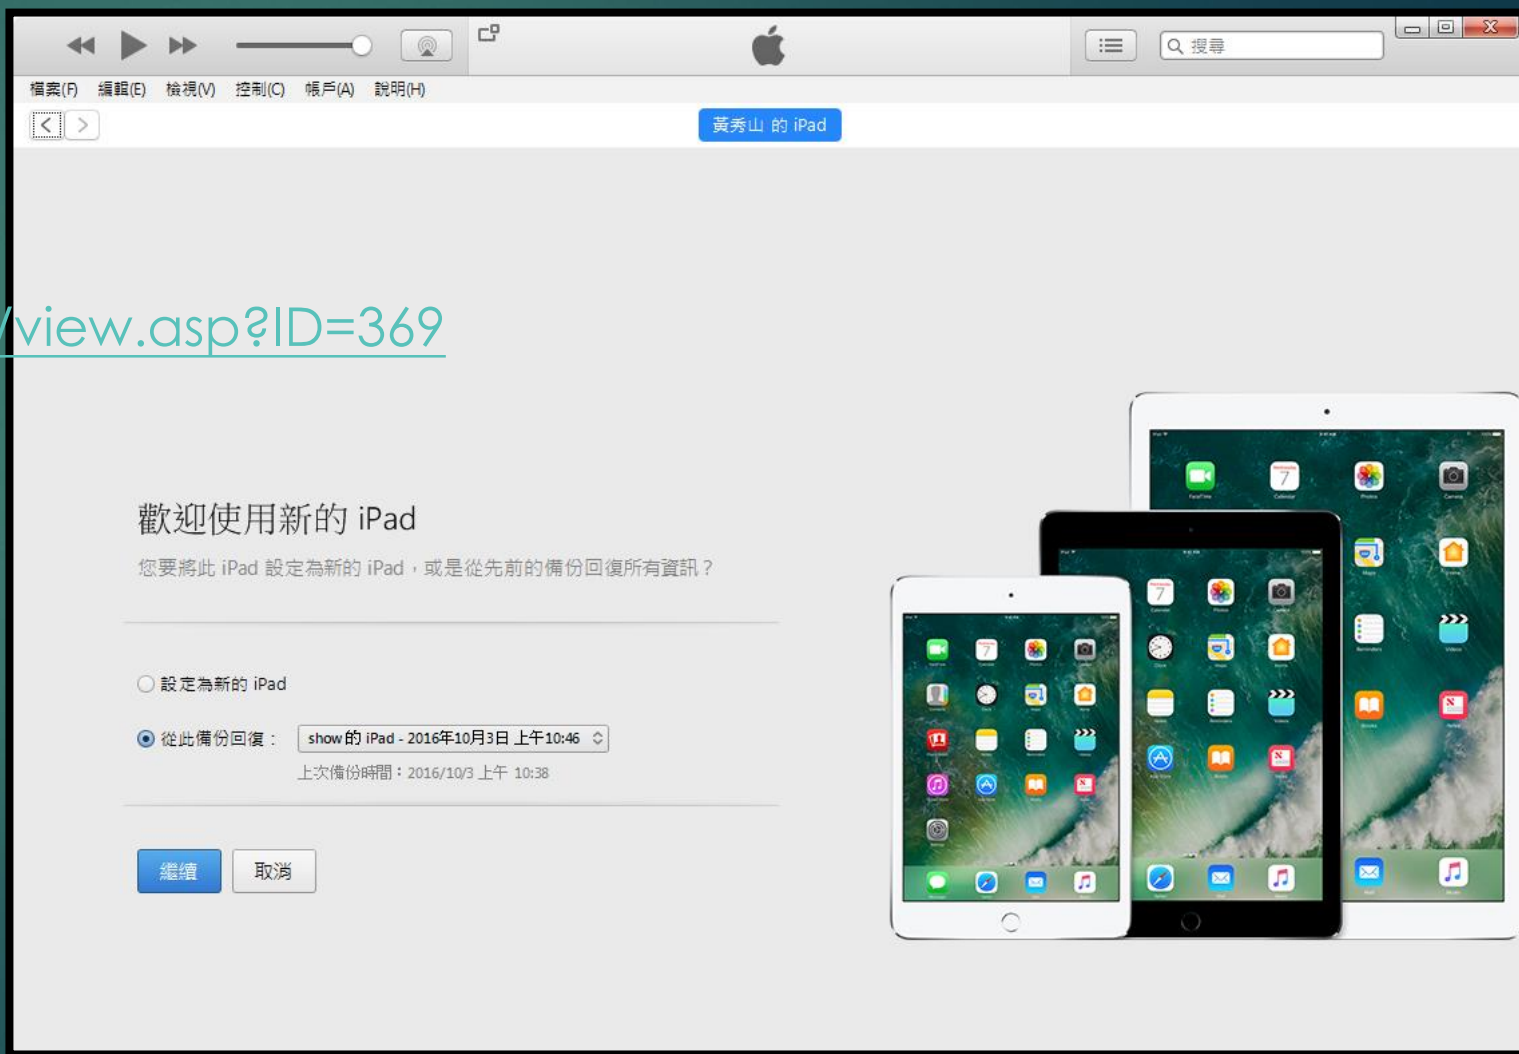 搜尋
檔案(F) 編輯(E) 檢視(V) 控制(C) 帳戶(A) 說明(H)
黃秀山 的 iPad
/view.asp?ID=369
歡迎使用新的 iPad
您要將此 iPad 設定為新的 iPad，或是從先前的備份回復所有資訊？
設定為新的 iPad
從此備份回復： show 的 iPad - 2016年10月3日 上午10:46
上次備份時間：2016/10/3 上午 10:38
繼續 取消